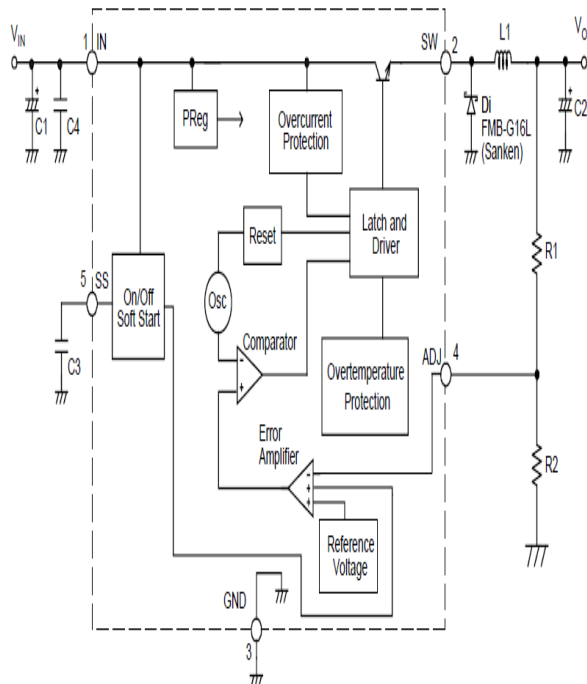 VIN
1
IN
SW
2
L1
VO
C1
C4
PReg
Overcurrent
Protection
Di
FMB-G16L
(Sanken)
C2
Reset
Latch and
Driver
R1
5
SS
On/Off
Soft Start
Osc
C3
Comparator
-
+
Overtemperature
Protection
ADJ
4
Error
Amplifier
-
+
+
R2
Reference
Voltage
GND
3